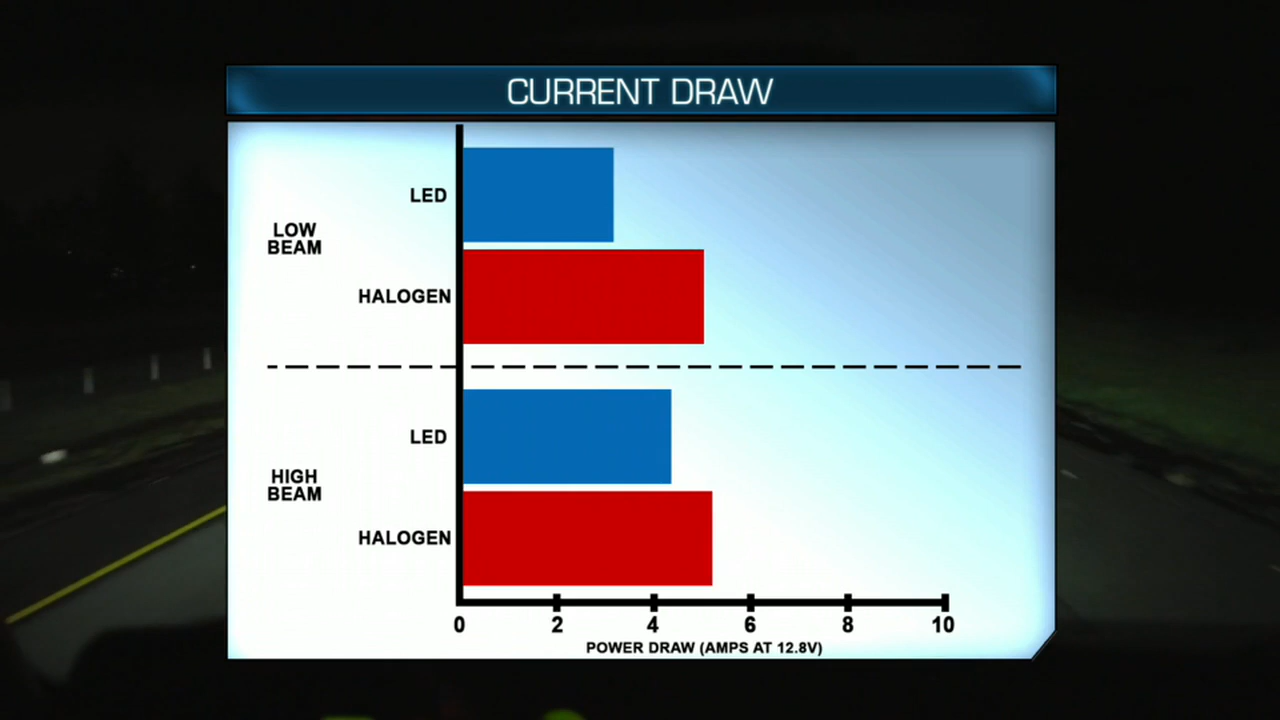 CURRENT DRAW
LOW
BEAM
LED
HALOGEN
HIGH
BEAM
LED
HALOGEN
0 2 4 6 8 10
POWER DRAW (AMPS AT 12.8V)